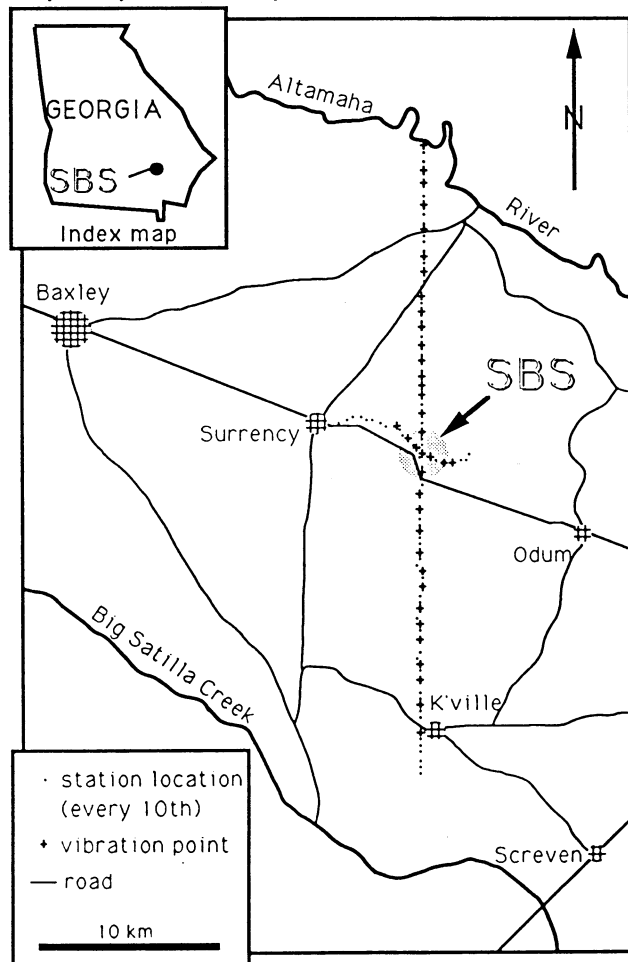 GEORGIA
SBS
Index map
Altamaha
N
River
Baxley
SBS
Surrency
Odum
Big Satilla Creek
K'ville
Screven
· station location
(every 10th)
+ vibration point
— road
10 km